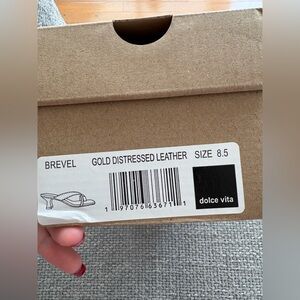 BREVEL GOLD DISTRESSED LEATHER SIZE 8.5
1 97076 63671 1
dolce vita